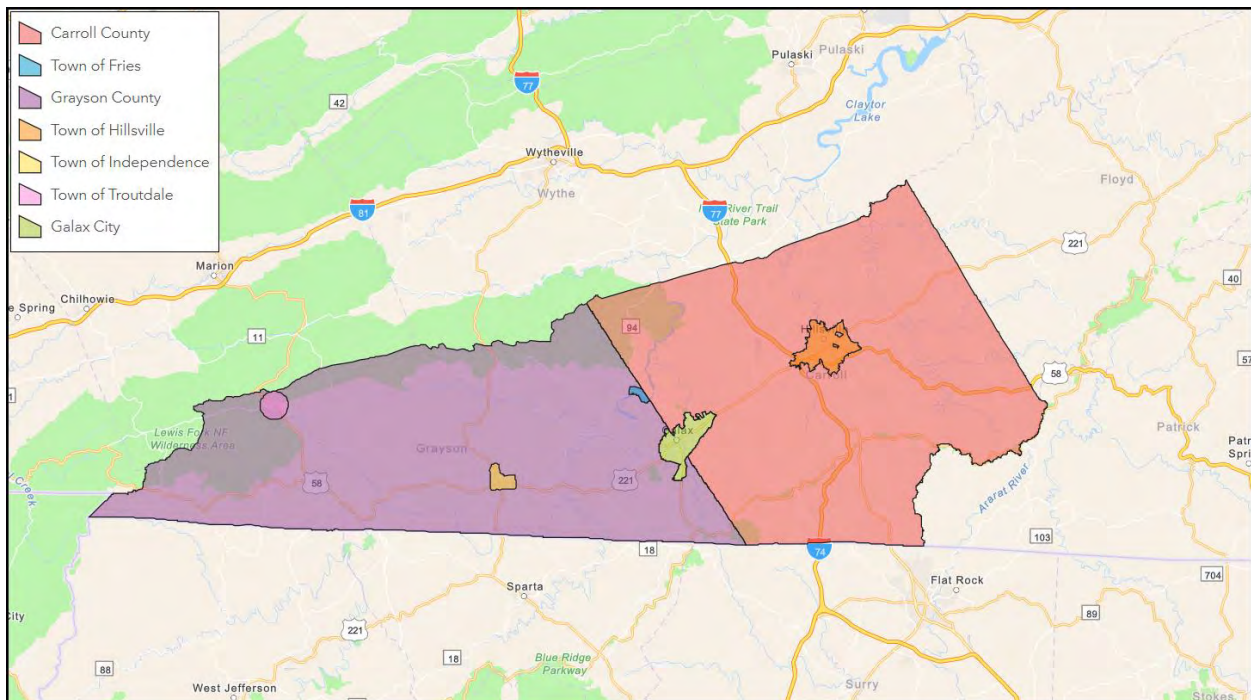 Carroll County
Town of Fries
Grayson County
Town of Hillsville
Town of Independence
Town of Troutdale
Galax City
Pulaski
Pulaski
77
42
Claytor
Lake
Wytheville
Wythe
Floyd
81
77
State Park
221
Marion
Chilhowie
e Spring
40
11
94
57
58
Carroll
Lewis Fork NF
Wilderness Area
Grayson
Patrick
Creek
58
221
Ararat River
18
74
103
Sparta
Flat Rock
704
City
221
89
88
18
Blue Ridge
Parkway
West Jefferson
Surry
Stokes